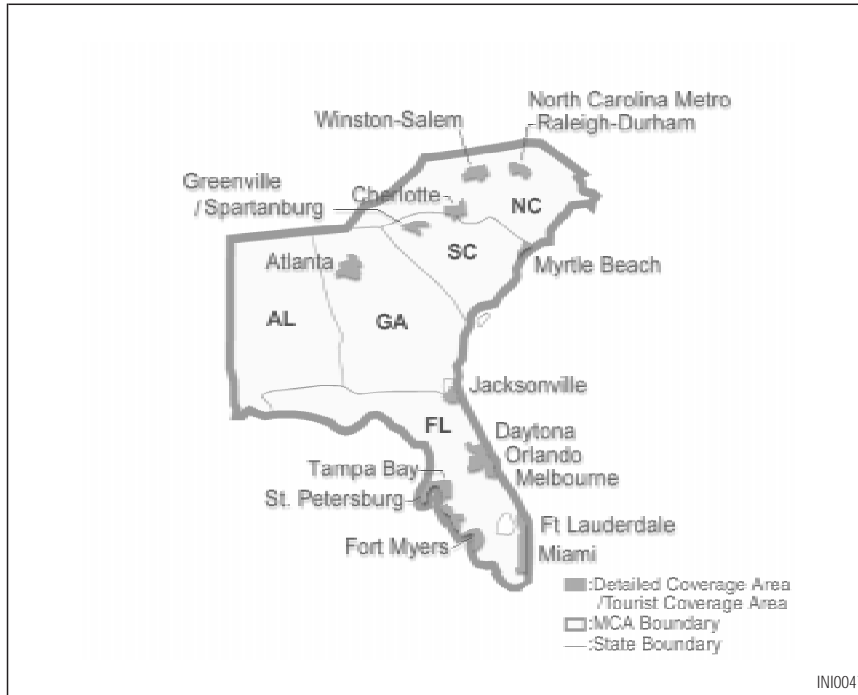 North Carolina Metro
Winston-Salem
Raleigh-Durham
Greenville
/Spartanburg
Cherlotte
NC
SC
Atlanta
Myrtle Beach
AL
GA
Jacksonville
FL
Daytona
Orlando
Tampa Bay
Melbourne
St. Petersburg
Ft Lauderdale
Fort Myers
Miami
:Detailed Coverage Area
/Tourist Coverage Area
:MCA Boundary
:State Boundary
INI004